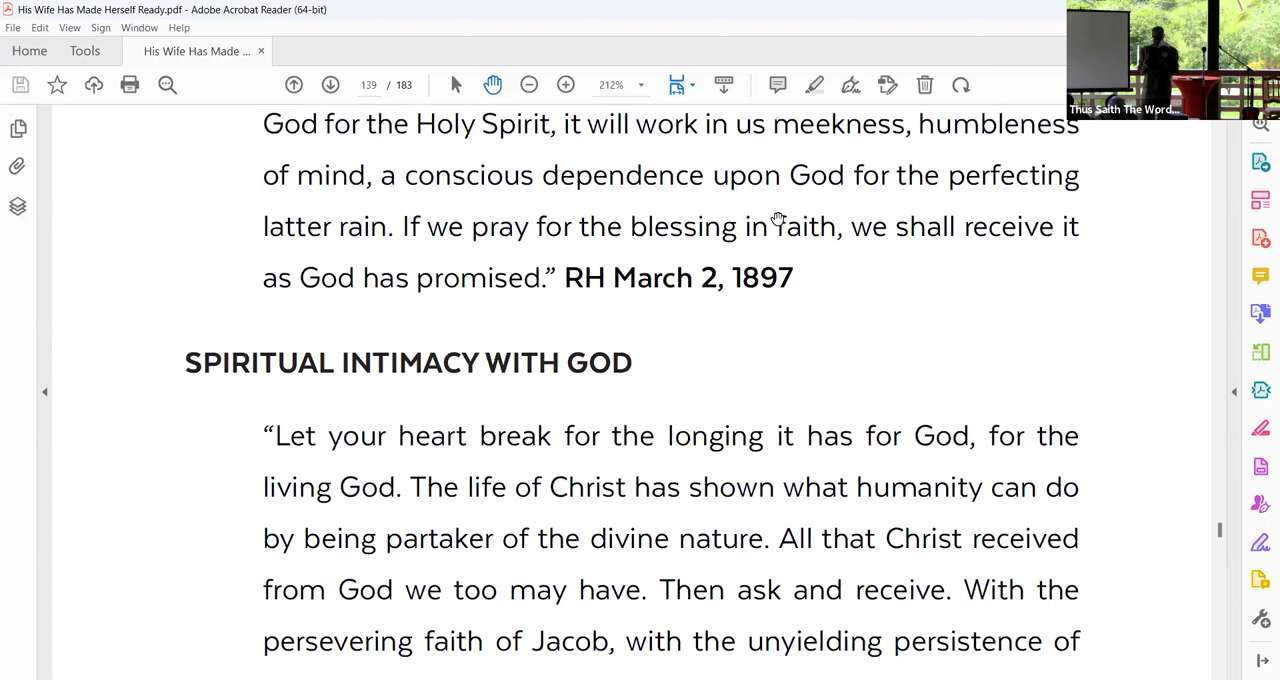 His Wife Has Made Herself Ready.pdf - Adobe Acrobat Reader (64-bit)
File Edit View Sign Window Help
Home Tools His Wife Has Made ... ×
139 / 183 212%
Thus Saith The Word...
God for the Holy Spirit, it will work in us meekness, humbleness
of mind, a conscious dependence upon God for the perfecting
latter rain. If we pray for the blessing in faith, we shall receive it
as God has promised.” RH March 2, 1897
SPIRITUAL INTIMACY WITH GOD
“Let your heart break for the longing it has for God, for the
living God. The life of Christ has shown what humanity can do
by being partaker of the divine nature. All that Christ received
from God we too may have. Then ask and receive. With the
persevering faith of Jacob, with the unyielding persistence of